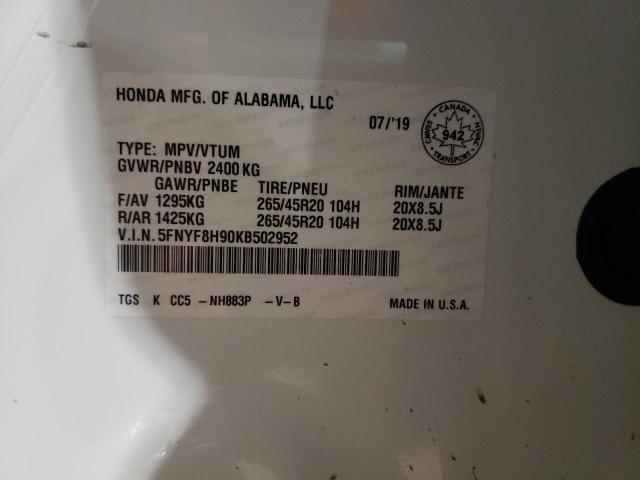 HONDA MFG. OF ALABAMA, LLC
07/'19
CANADA
CMVSS
942
NSVAC
TRANSPORT
TYPE: MPV/VTUM
GVWR/PNBV 2400 KG
GAWR/PNBE TIRE/PNEU RIM/JANTE
F/AV 1295KG 265/45R20 104H 20X8.5J
R/AR 1425KG 265/45R20 104H 20X8.5J
V.I.N. 5FNYF8H90KB502952
TGS K CC5 -NH883P -V-B
MADE IN U.S.A.